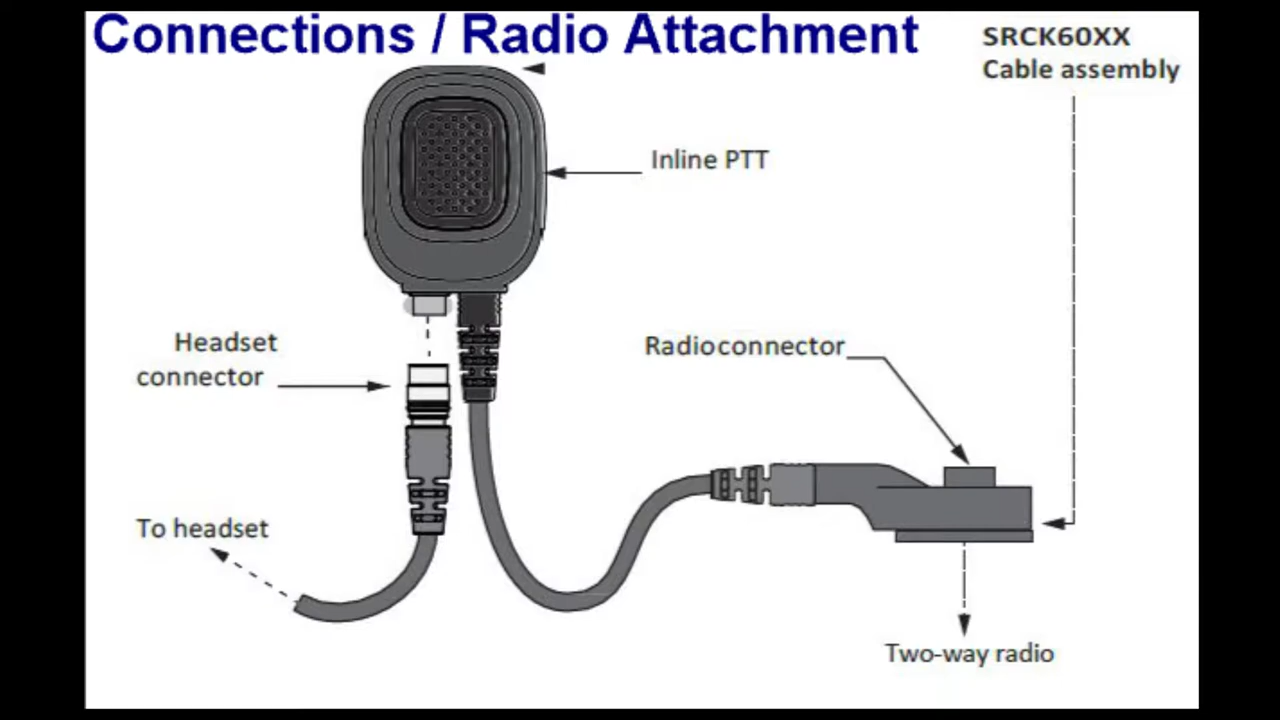 Connections / Radio Attachment
SRCK60XX
Cable assembly
Inline PTT
Headset
connector
Radioconnector
To headset
Two-way radio